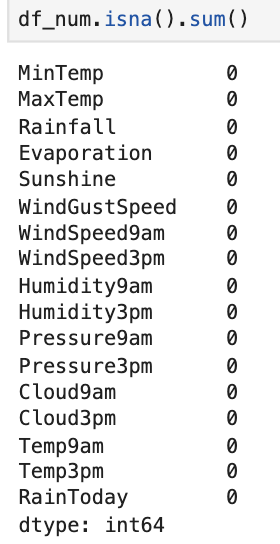 df_num.isna().sum()
MinTemp 0
MaxTemp 0
Rainfall 0
Evaporation 0
Sunshine 0
WindGustSpeed 0
WindSpeed9am 0
WindSpeed3pm 0
Humidity9am 0
Humidity3pm 0
Pressure9am 0
Pressure3pm 0
Cloud9am 0
Cloud3pm 0
Temp9am 0
Temp3pm 0
RainToday 0
dtype: int64